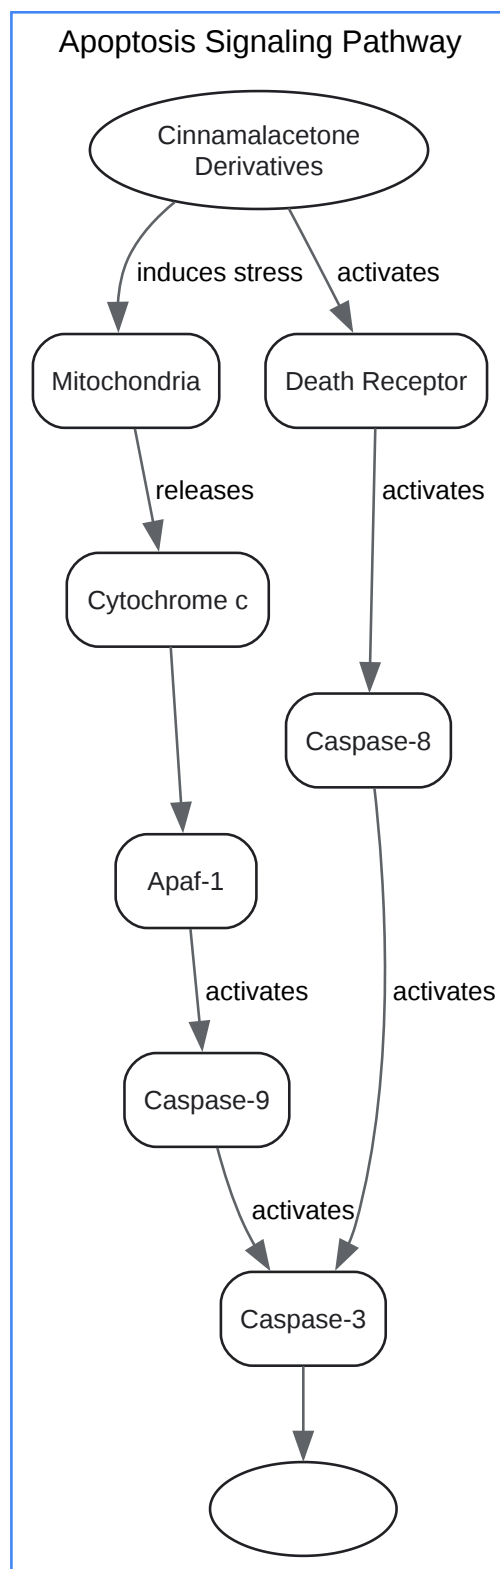 Apoptosis Signaling Pathway
Cinnamalacetone
Derivatives
induces stress
activates
Mitochondria
Death Receptor
releases
activates
Cytochrome c
Caspase-8
Apaf-1
activates
activates
Caspase-9
activates
Caspase-3